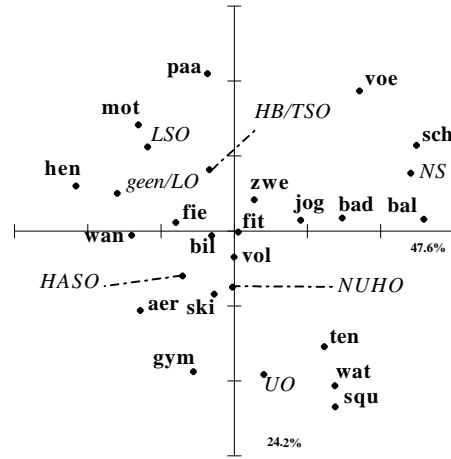 paa
voe
mot
HB/TSO
LSO
sch
hen
NS
geen/LO
zwe
jog bad bal
fie
fit
wan
bil
47.6%
vol
HASO
NUHO
aer
ski
ten
gym
UO
wat
squ
24.2%